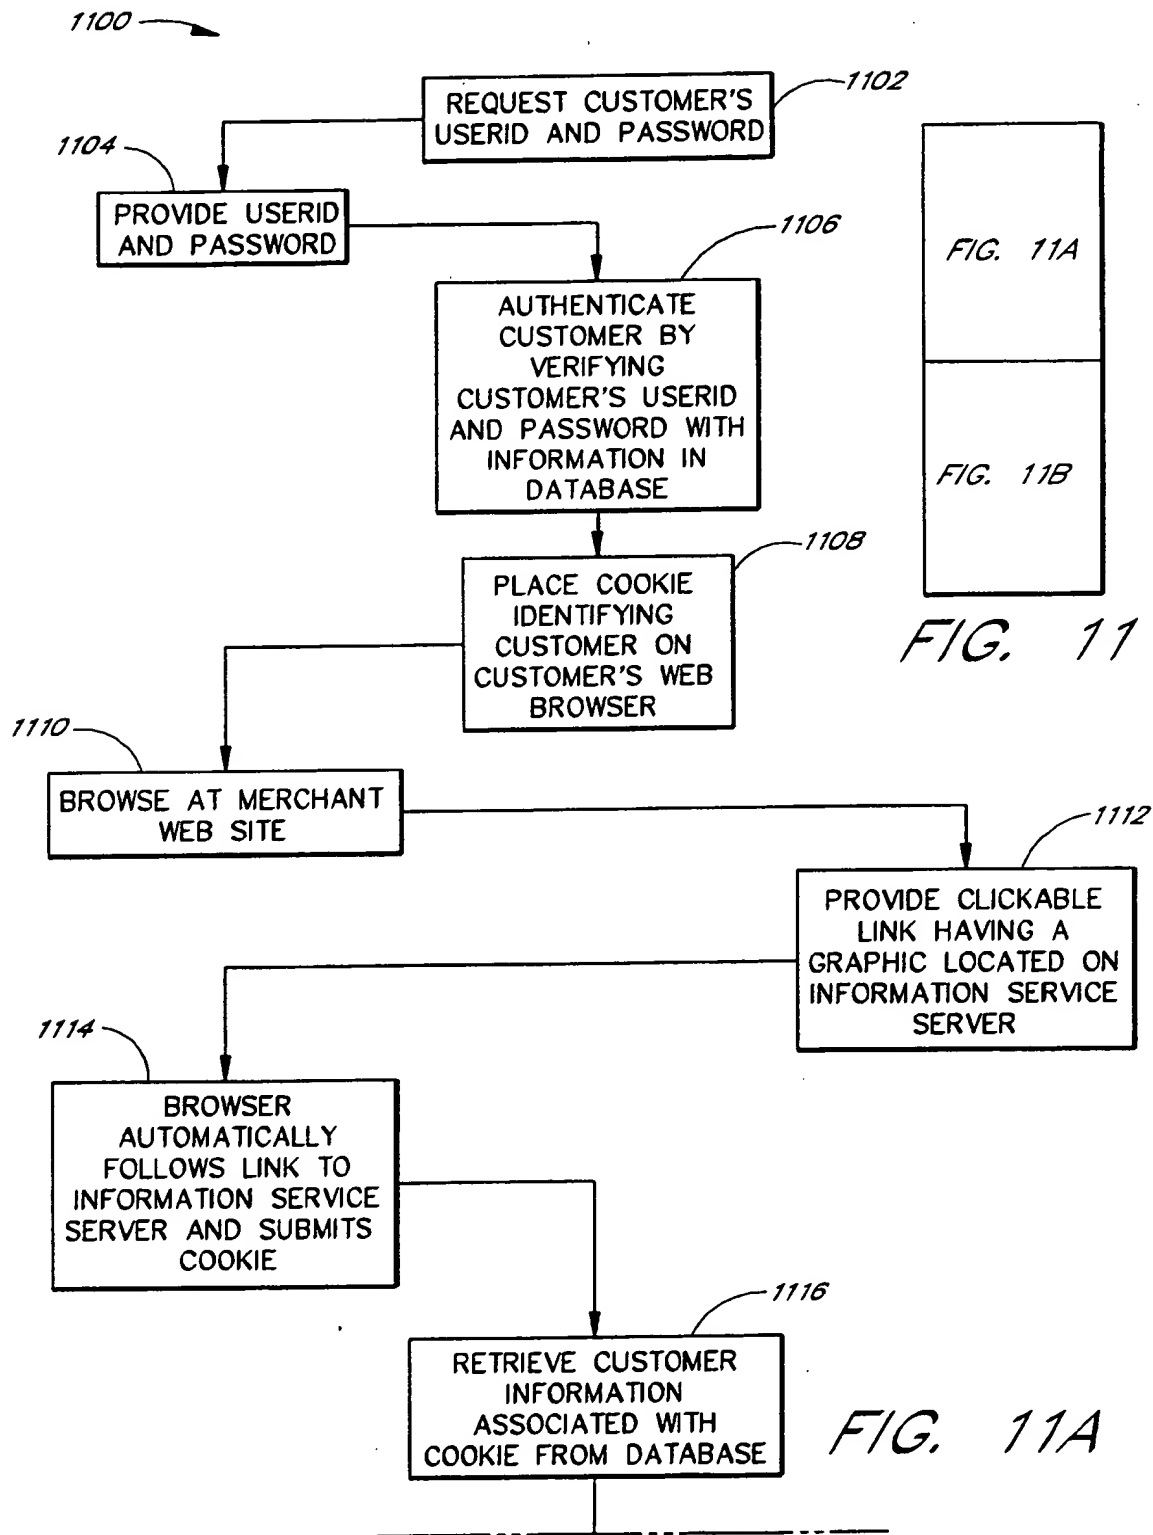 1100
1102
REQUEST CUSTOMER'S
USERID AND PASSWORD
1104
PROVIDE USERID
AND PASSWORD
1106
AUTHENTICATE
CUSTOMER BY
VERIFYING
CUSTOMER'S USERID
AND PASSWORD WITH
INFORMATION IN
DATABASE
FIG. 11A
FIG. 11B
FIG. 11
1108
PLACE COOKIE
IDENTIFYING
CUSTOMER ON
CUSTOMER'S WEB
BROWSER
1110
BROWSE AT MERCHANT
WEB SITE
1112
PROVIDE CLICKABLE
LINK HAVING A
GRAPHIC LOCATED ON
INFORMATION SERVICE
SERVER
1114
BROWSER
AUTOMATICALLY
FOLLOWS LINK TO
INFORMATION SERVICE
SERVER AND SUBMITS
COOKIE
1116
RETRIEVE CUSTOMER
INFORMATION
ASSOCIATED WITH
COOKIE FROM DATABASE
FIG. 11A